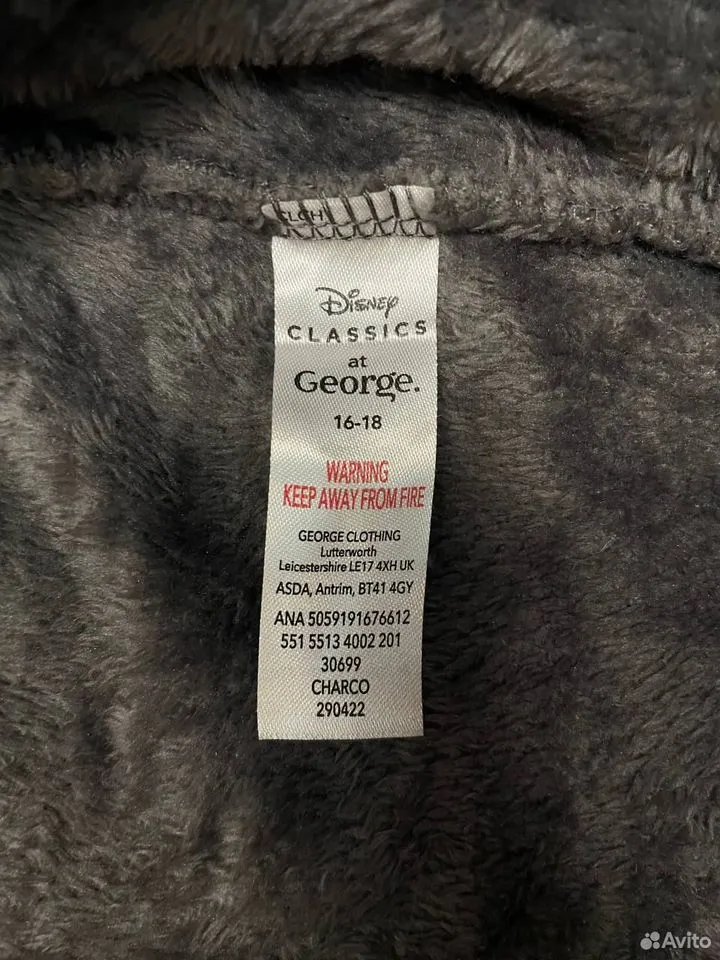 Disney
CLASSICS
at
George.
16-18
WARNING
KEEP AWAY FROM FIRE
GEORGE CLOTHING
Lutterworth
Leicestershire LE17 4XH UK
ASDA, Antrim, BT41 4GY
ANA 5059191676612
551 5513 4002 201
30699
CHARCO
290422
Avito